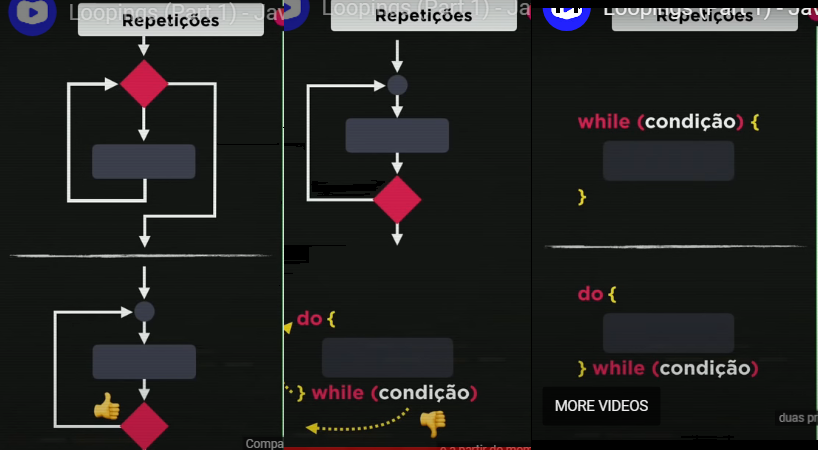 Loopings (Part 1) - Jav
Repetições
Compa
Loopings (Part 1) - Ja
Repetições
do {
} while (condição)
Loopings (Part 1) - Jav
Repetições
while (condição) {
}
do {
} while (condição)
MORE VIDEOS
duas pr